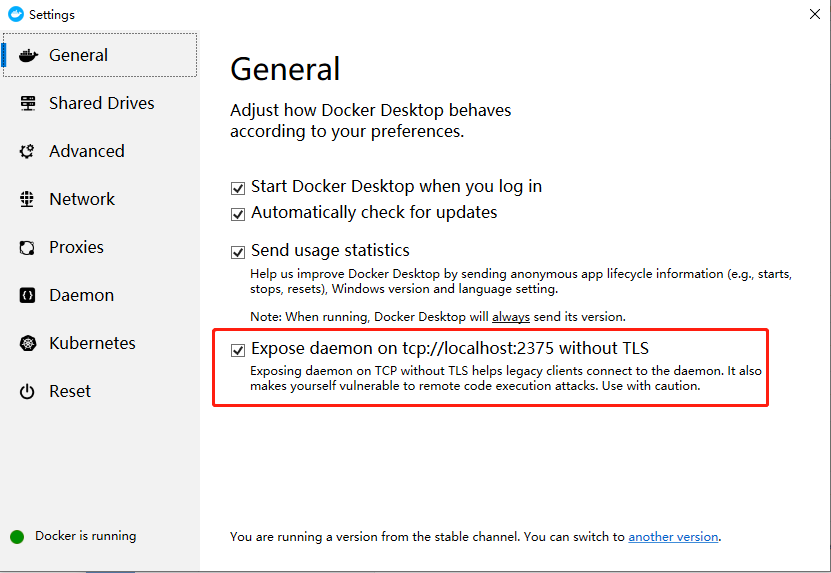 Settings
General
Shared Drives
Advanced
Network
Proxies
Daemon
Kubernetes
Reset
Docker is running
General
Adjust how Docker Desktop behaves
according to your preferences.
Start Docker Desktop when you log in
Automatically check for updates
Send usage statistics
Help us improve Docker Desktop by sending anonymous app lifecycle information (e.g., starts,
stops, resets), Windows version and language setting.
Note: When running, Docker Desktop will always send its version.
Expose daemon on tcp://localhost:2375 without TLS
Exposing daemon on TCP without TLS helps legacy clients connect to the daemon. It also
makes yourself vulnerable to remote code execution attacks. Use with caution.
You are running a version from the stable channel. You can switch to another version.